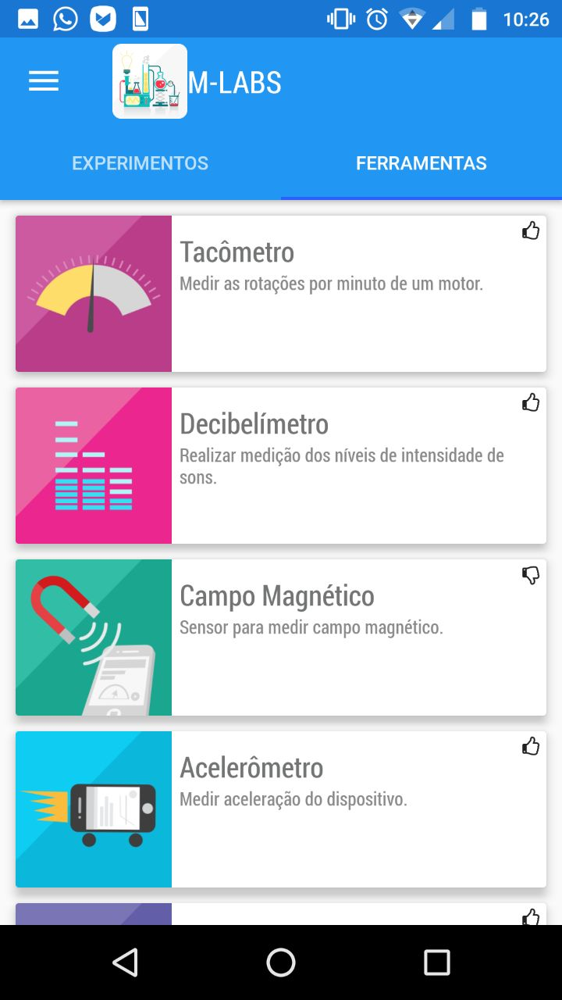 10:26
M-LABS
EXPERIMENTOS
FERRAMENTAS
Tacômetro
Medir as rotações por minuto de um motor.
Decibelímetro
Realizar medição dos níveis de intensidade de
sons.
Campo Magnético
Sensor para medir campo magnético.
Acelerômetro
Medir aceleração do dispositivo.